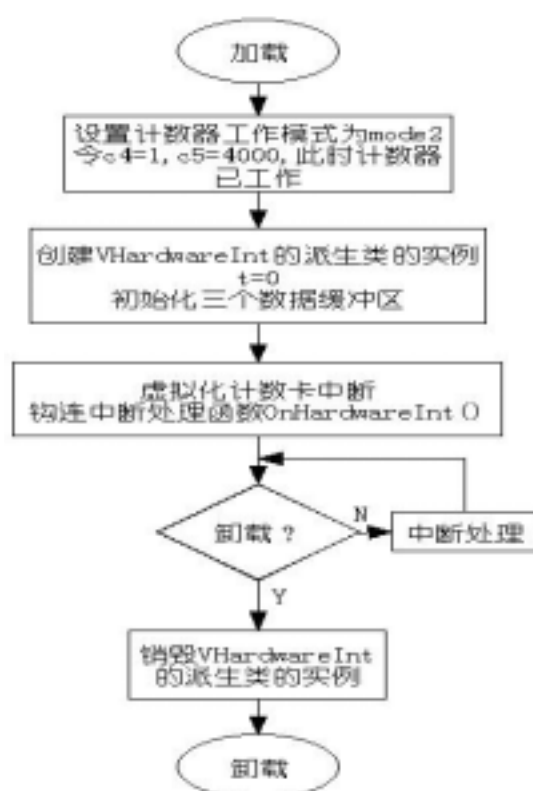 加载
设置计数器工作模式为mode2
令c4=1,c5=4000,此时计数器
已工作
创建VHardwareInt的派生类的实例
t=0
初始化三个数据缓冲区
虚拟化计数卡中断
钩连中断处理函数OnHardwareInt()
卸载?
N
中断处理
Y
销毁VHardwareInt
的派生类的实例
卸载